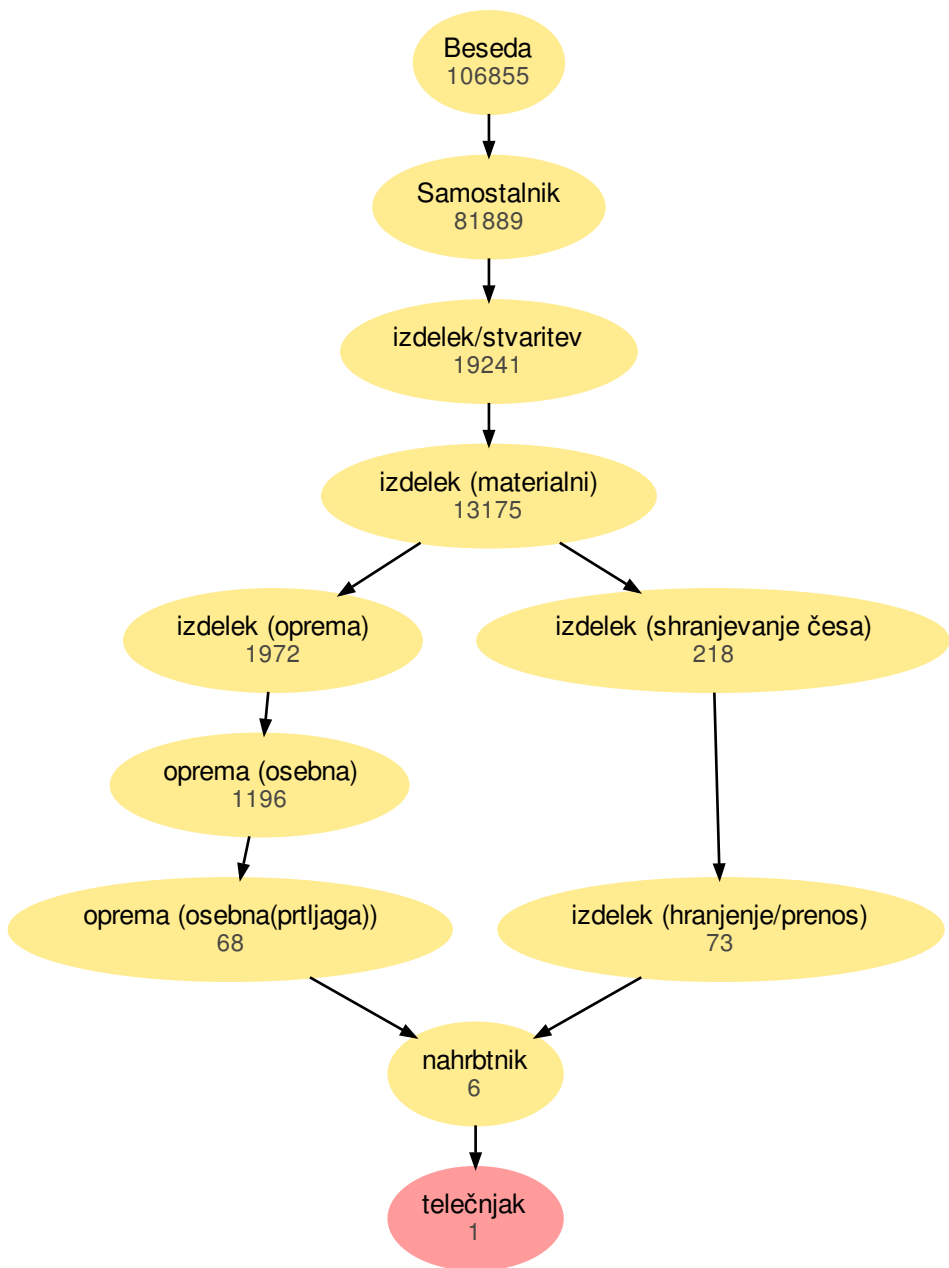 Beseda
106855
Samostalnik
81889
izdelek/stvaritev
19241
izdelek (materialni)
13175
izdelek (oprema)
1972
izdelek (shranjevanje česa)
218
oprema (osebna)
1196
oprema (osebna(prtljaga))
68
izdelek (hranjenje/prenos)
73
nahrbtnik
6
telečnjak
1